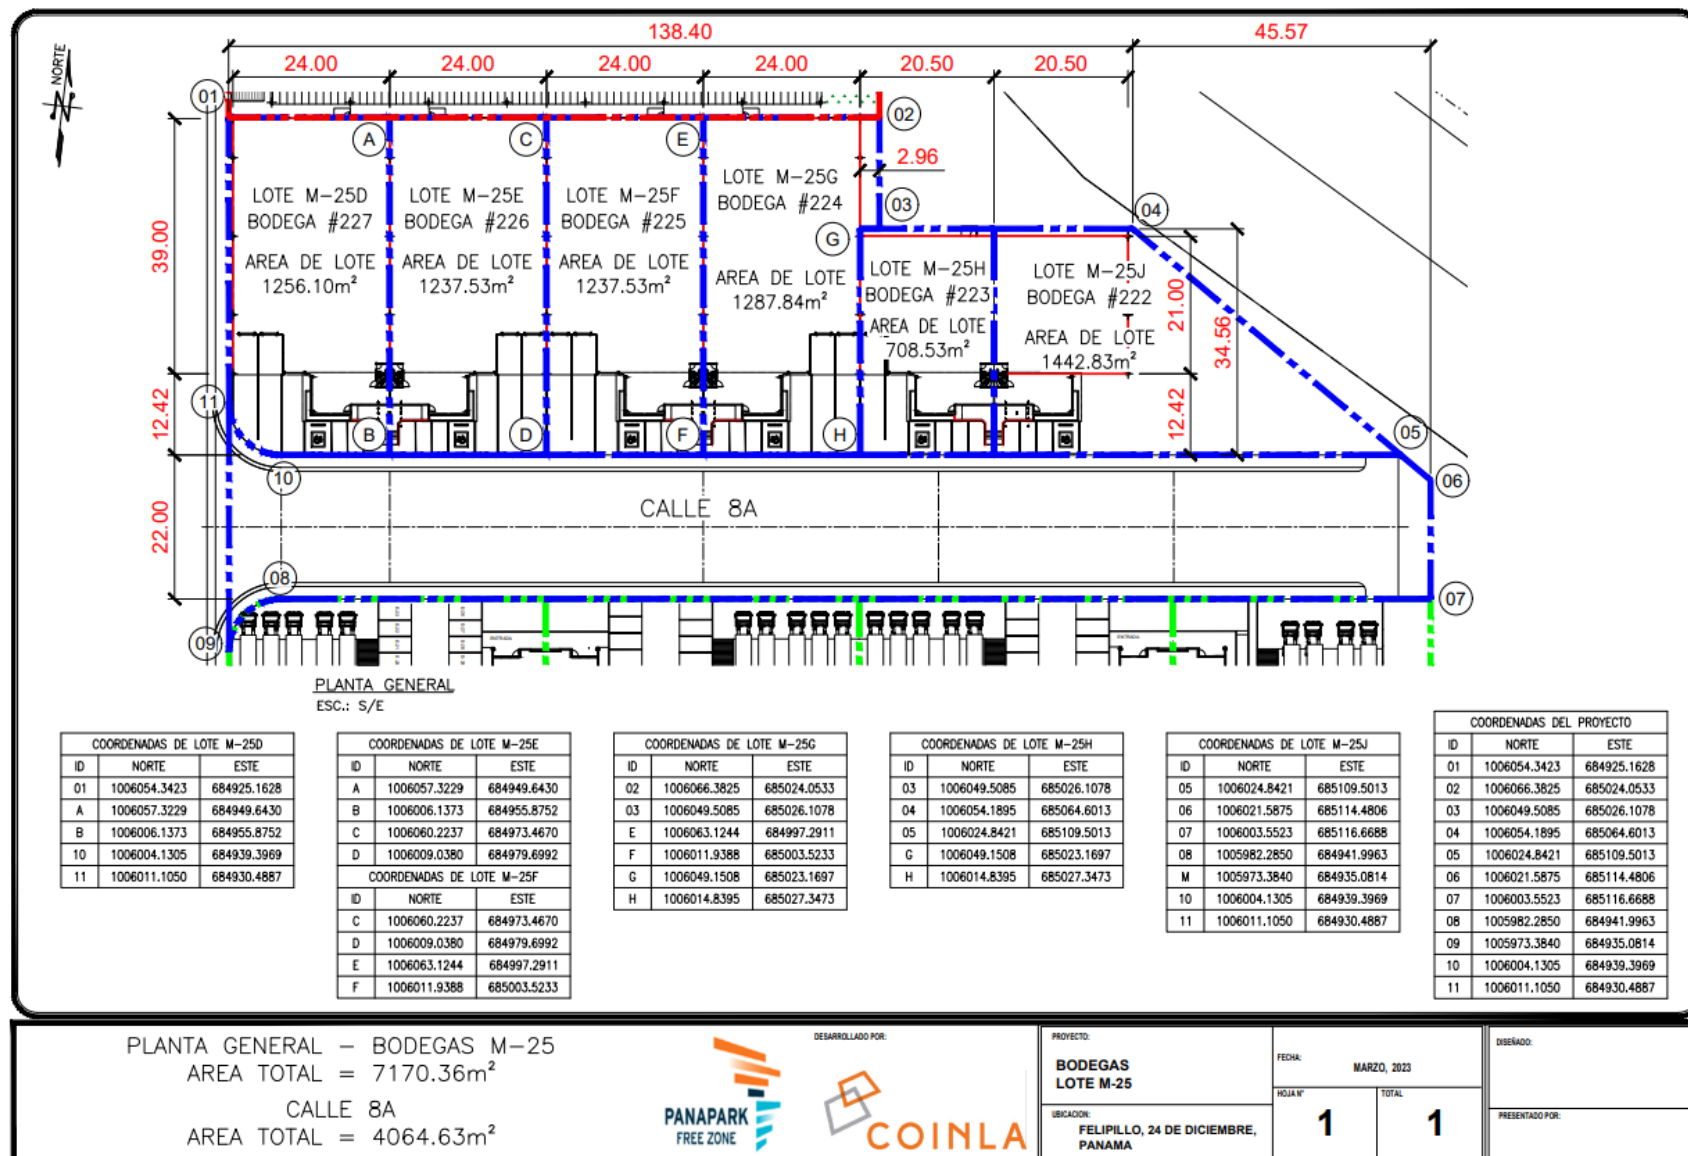 138.40
45.57
24.00
24.00
24.00
24.00
20.50
20.50
NORTE
01
02
A
C
E
2.96
LOTE M-25D
BODEGA #227
AREA DE LOTE
1256.10m²
LOTE M-25E
BODEGA #226
AREA DE LOTE
1237.53m²
LOTE M-25F
BODEGA #225
AREA DE LOTE
1237.53m²
LOTE M-25G
BODEGA #224
AREA DE LOTE
1287.84m²
03
04
G
LOTE M-25H
BODEGA #223
AREA DE LOTE
708.53m²
LOTE M-25J
BODEGA #222
AREA DE LOTE
1442.83m²
39.00
21.00
34.56
12.42
12.42
11
B
D
F
H
05
10
06
CALLE 8A
22.00
08
07
09
ENTRADA
ENTRADA
PLANTA GENERAL
ESC.: S/E
COORDENADAS DE LOTE M-25D
ID NORTE ESTE
01 1006054.3423 684925.1628
A 1006057.3229 684949.6430
B 1006006.1373 684955.8752
10 1006004.1305 684939.3969
11 1006011.1050 684930.4887
COORDENADAS DE LOTE M-25E
ID NORTE ESTE
A 1006057.3229 684949.6430
B 1006006.1373 684955.8752
C 1006060.2237 684973.4670
D 1006009.0380 684979.6992
COORDENADAS DE LOTE M-25F
ID NORTE ESTE
C 1006060.2237 684973.4670
D 1006009.0380 684979.6992
E 1006063.1244 684997.2911
F 1006011.9388 685003.5233
COORDENADAS DE LOTE M-25G
ID NORTE ESTE
02 1006066.3825 685024.0533
03 1006049.5085 685026.1078
E 1006063.1244 684997.2911
F 1006011.9388 685003.5233
G 1006049.1508 685023.1697
H 1006014.8395 685027.3473
COORDENADAS DE LOTE M-25H
ID NORTE ESTE
03 1006049.5085 685026.1078
04 1006054.1895 685064.6013
05 1006024.8421 685109.5013
G 1006049.1508 685023.1697
H 1006014.8395 685027.3473
COORDENADAS DE LOTE M-25J
ID NORTE ESTE
05 1006024.8421 685109.5013
06 1006021.5875 685114.4806
07 1006003.5523 685116.6688
08 1005982.2850 684941.9963
M 1005973.3840 684935.0814
10 1006004.1305 684939.3969
11 1006011.1050 684930.4887
COORDENADAS DEL PROYECTO
ID NORTE ESTE
01 1006054.3423 684925.1628
02 1006066.3825 685024.0533
03 1006049.5085 685026.1078
04 1006054.1895 685064.6013
05 1006024.8421 685109.5013
06 1006021.5875 685114.4806
07 1006003.5523 685116.6688
08 1005982.2850 684941.9963
09 1005973.3840 684935.0814
10 1006004.1305 684939.3969
11 1006011.1050 684930.4887
PLANTA GENERAL - BODEGAS M-25
AREA TOTAL = 7170.36m²
CALLE 8A
AREA TOTAL = 4064.63m²
PANAPARK
FREE ZONE
DESARROLLADO POR:
COINLA
PROYECTO:
BODEGAS
LOTE M-25
UBICACION:
FELIPILLO, 24 DE DICIEMBRE,
PANAMA
FECHA:
MARZO, 2023
HOJA N°
1
TOTAL
1
DISEÑADO:
PRESENTADO POR: